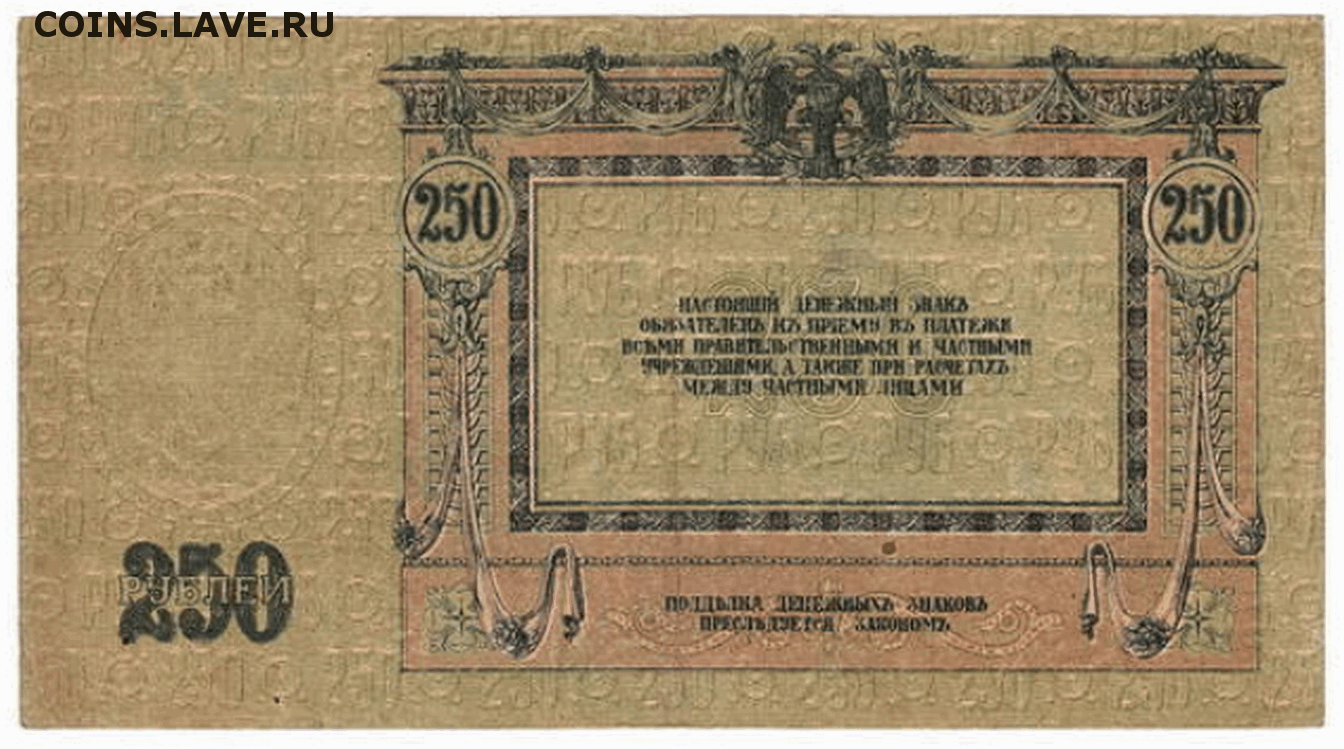 COINS.LAVE.RU
250
250
НАСТОЯЩІЙ ДЕНЕЖНЫЙ ЗНАКЪ
ОБЯЗАТЕЛЕНЪ КЪ ПРІЕМУ ВЪ ПЛАТЕЖИ
ВСѢМИ ПРАВИТЕЛЬСТВЕННЫМИ И ЧАСТНЫМИ
УЧРЕЖДЕНІЯМИ, А ТАКЖЕ ПРИ РАСЧЕТАХЪ
МЕЖДУ ЧАСТНЫМИ ЛИЦАМИ
250
РУБЛЕЙ
ПОДДѢЛКА ДЕНЕЖНЫХЪ ЗНАКОВЪ
ПРЕСЛѢДУЕТСЯ ЗАКОНОМЪ